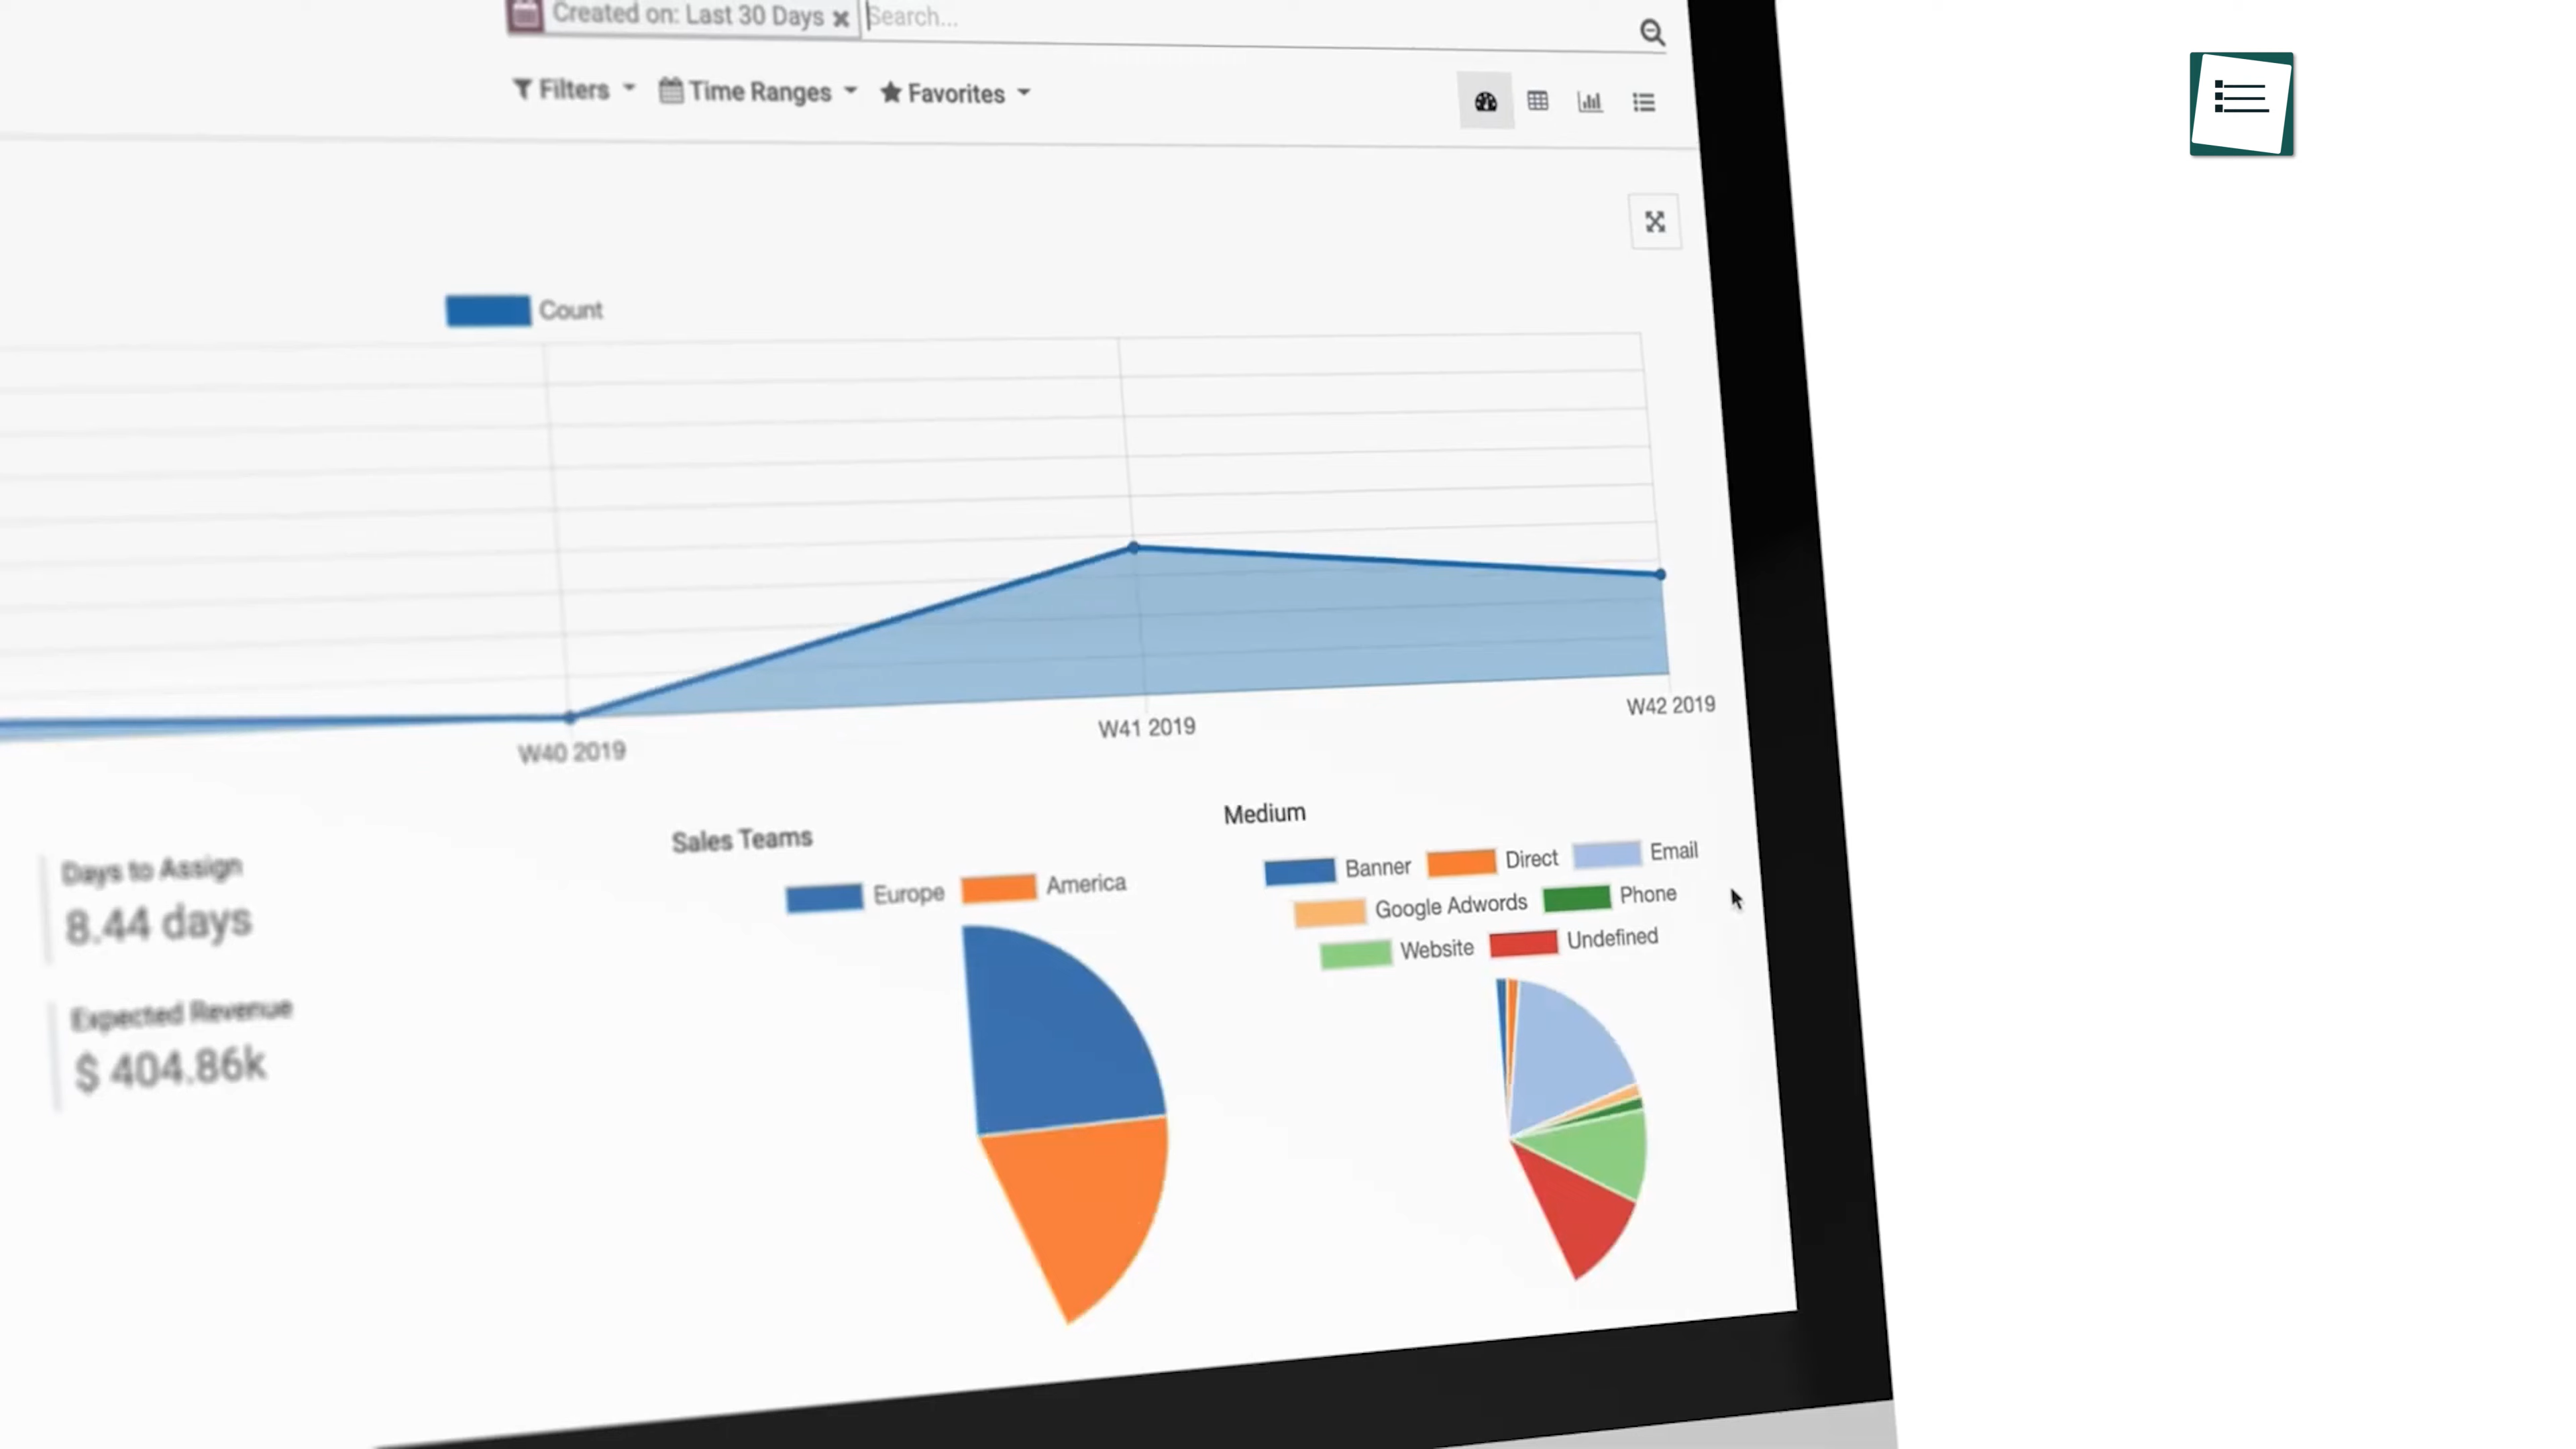 Created on: Last 30 Days
Search...
Filters
Time Ranges
Favorites
Count
W40 2019
W41 2019
W42 2019
Days to Assign
8.44 days
Expected Revenue
$ 404.86k
Sales Teams
Europe
America
Medium
Banner
Direct
Email
Google Adwords
Phone
Website
Undefined